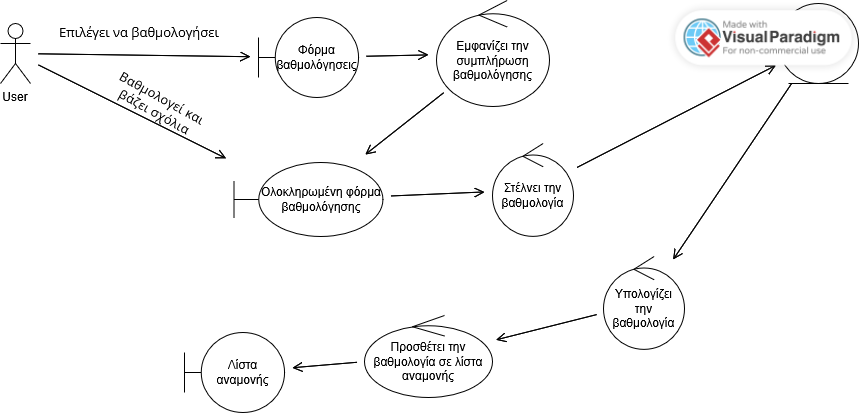 Επιλέγει να βαθμολογήσει
Φόρμα
βαθμολόγησεις
Εμφανίζει την
συμπλήρωση
βαθμολόγησης
Made with
Visual Paradigm
For non-commercial use
User
Βαθμολογεί και
βάζει σχόλια
Ολοκληρωμένη φόρμα
βαθμολόγησης
Στέλνει την
βαθμολογία
Υπολογίζει
την
βαθμολογία
Προσθέτει την
βαθμολογία σε λίστα
αναμονής
Λίστα
αναμονής